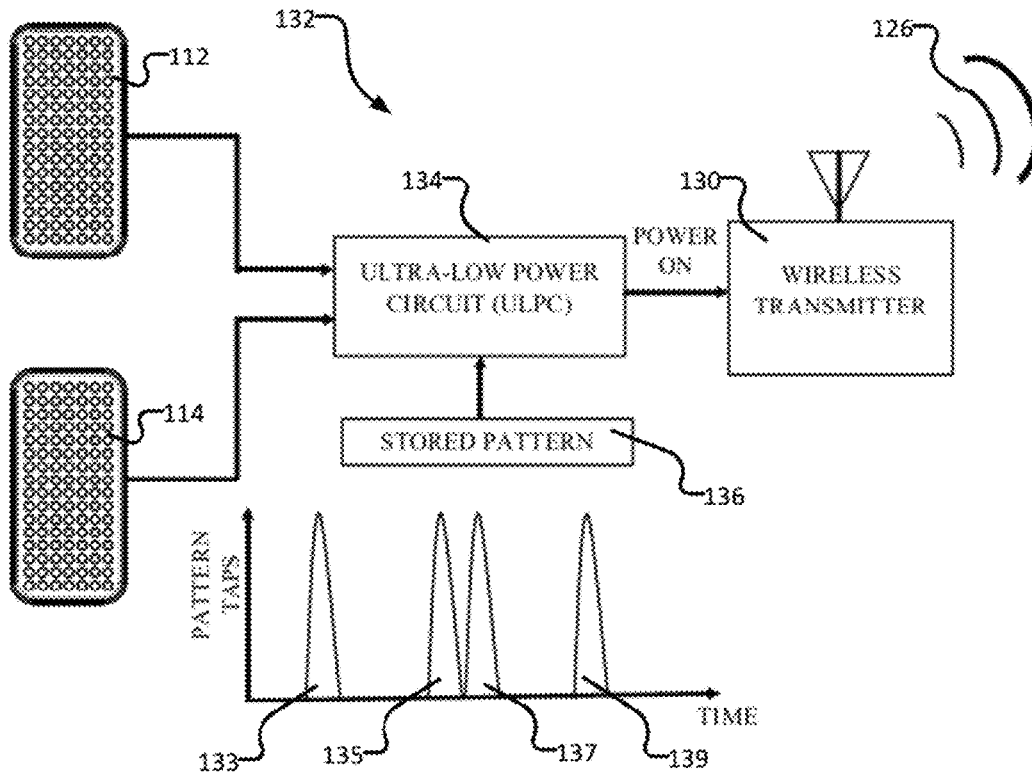 132
126
112
134
130
POWER
ON
ULTRA-LOW POWER
CIRCUIT (ULPC)
WIRELESS
TRANSMITTER
114
STORED PATTERN
136
PATTERN
TAPS
TIME
133
135
137
139